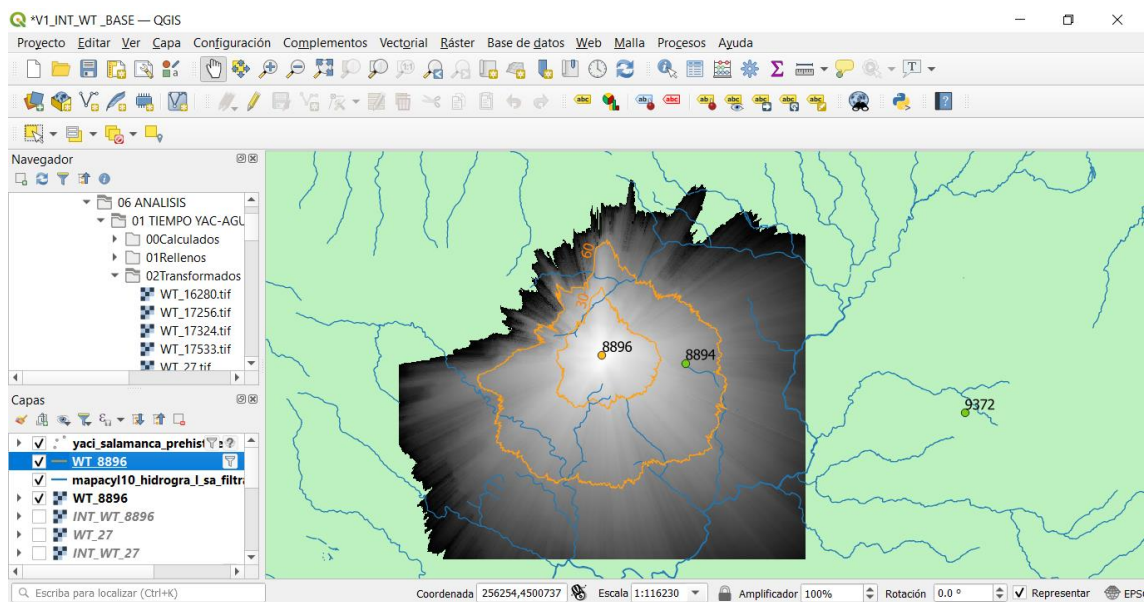 *V1_INT_WT _BASE — QGIS
Proyecto Editar Ver Capa Configuración Complementos Vectorial Ráster Base de datos Web Malla Procesos Ayuda
Navegador
06 ANALISIS
01 TIEMPO YAC-AGU
00Calculados
01Rellenos
02Transformados
WT_16280.tif
WT_17256.tif
WT_17324.tif
WT_17533.tif
WT_27.tif
Capas
yaci_salamanca_prehist
WT_8896
mapacyl10_hidrogra_l_sa_filtra
WT_8896
INT_WT_8896
WT_27
INT_WT_27
60
30
8896
8894
9372
Escriba para localizar (Ctrl+K) Coordenada 256254,4500737 Escala 1:116230 Amplificador 100% Rotación 0.0 ° Representar EPS